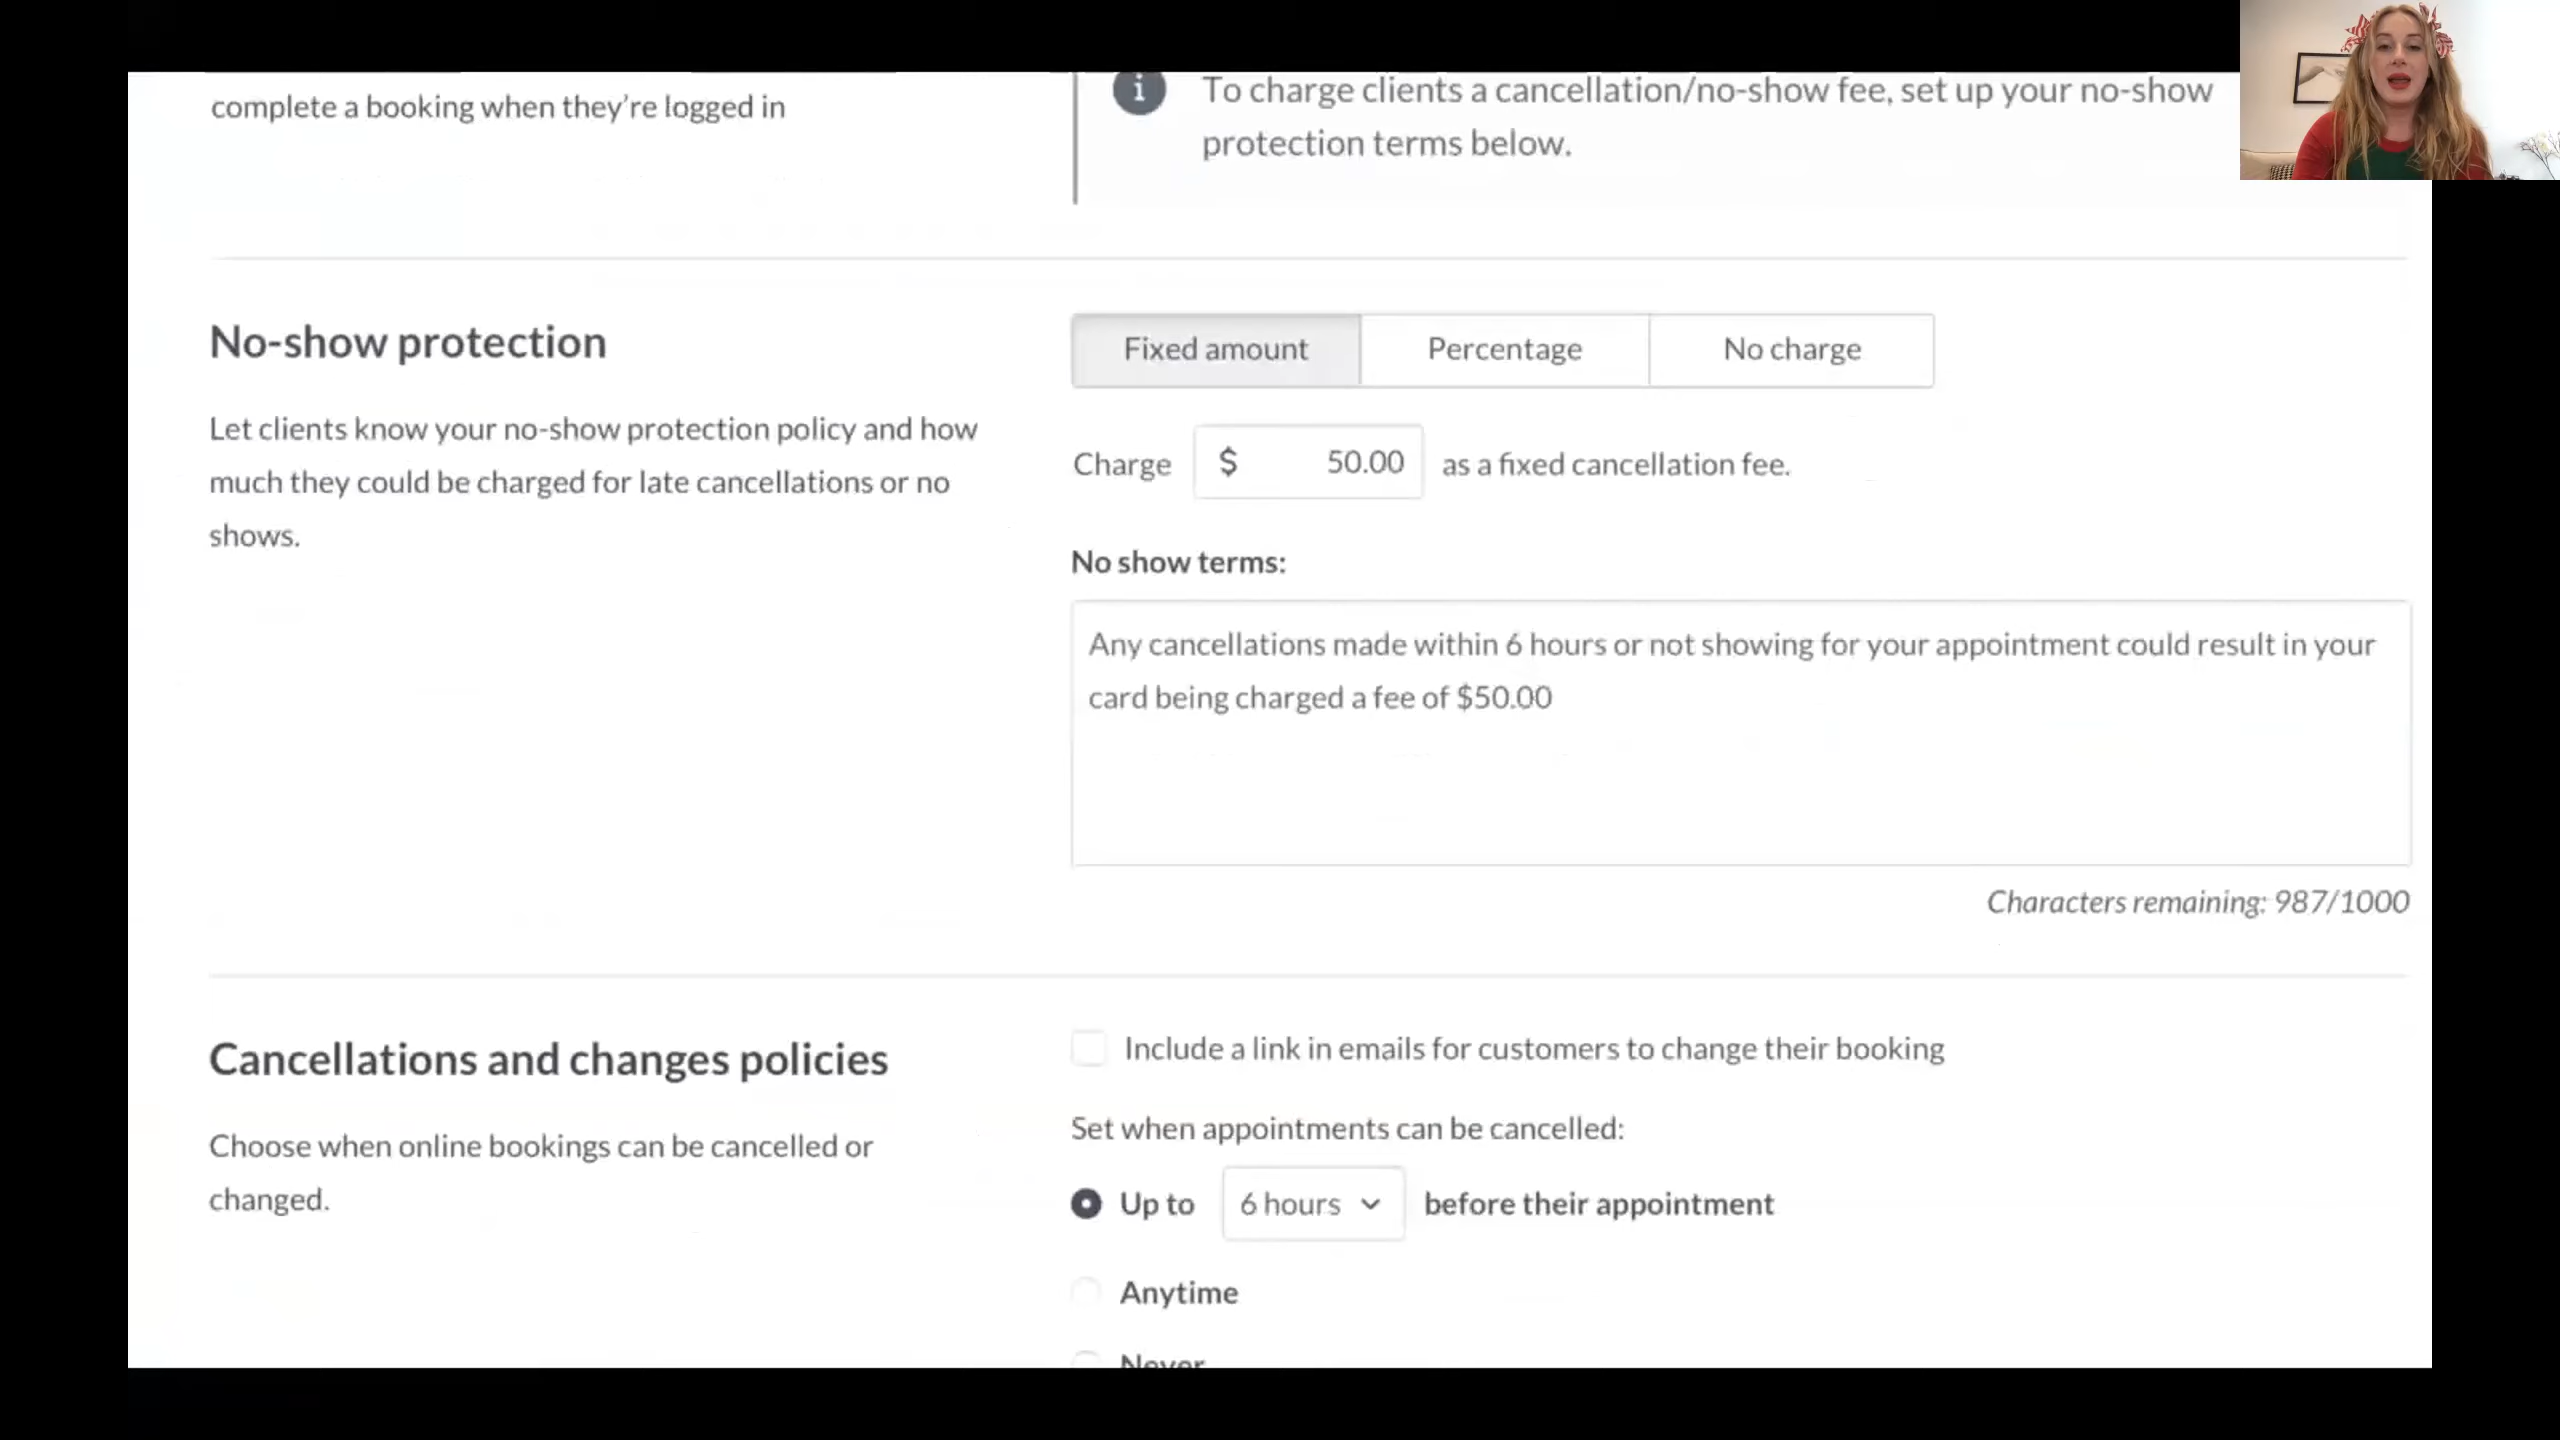 complete a booking when they're logged in
To charge clients a cancellation/no-show fee, set up your no-show
protection terms below.
No-show protection
Let clients know your no-show protection policy and how
much they could be charged for late cancellations or no
shows.
Fixed amount
Percentage
No charge
Charge $ 50.00 as a fixed cancellation fee.
No show terms:
Any cancellations made within 6 hours or not showing for your appointment could result in your
card being charged a fee of $50.00
Characters remaining: 987/1000
Cancellations and changes policies
Choose when online bookings can be cancelled or
changed.
Include a link in emails for customers to change their booking
Set when appointments can be cancelled:
Up to 6 hours before their appointment
Anytime
Never